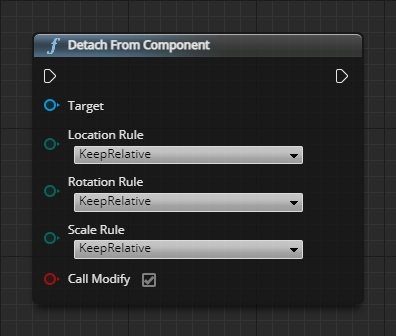 f Detach From Component
Target
Location Rule
KeepRelative
Rotation Rule
KeepRelative
Scale Rule
KeepRelative
Call Modify